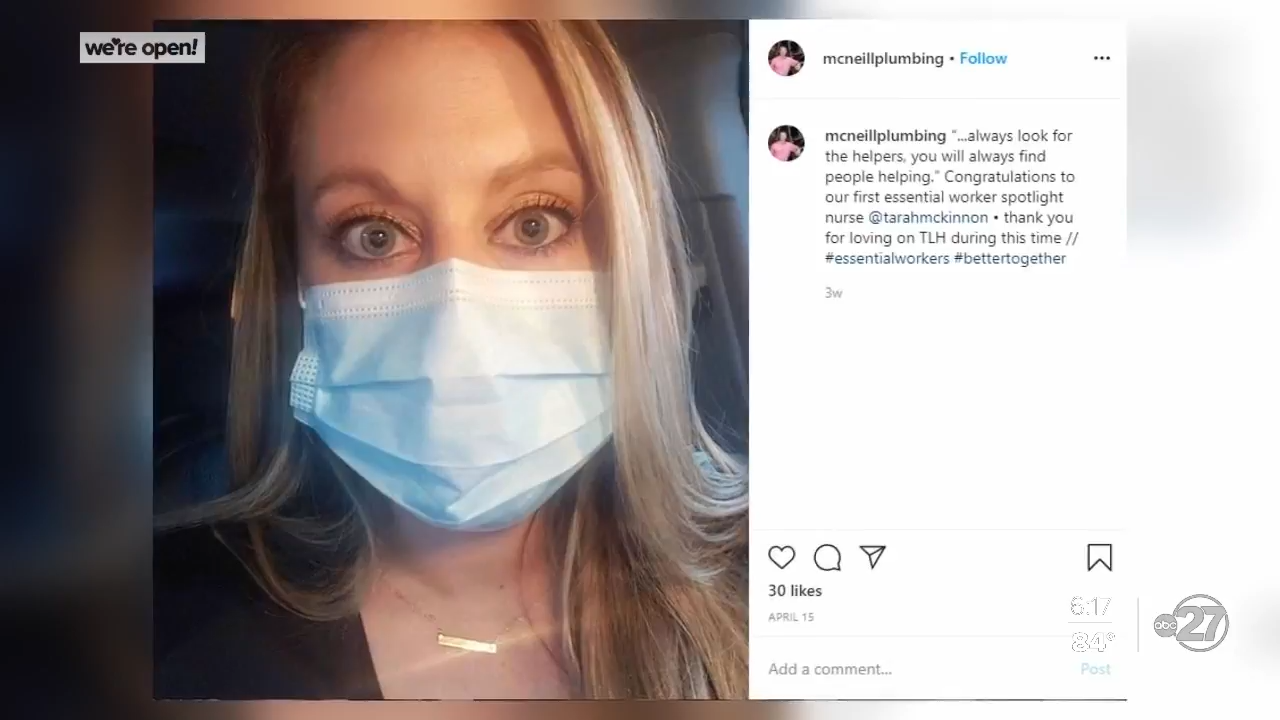 we're open!
mcneillplumbing • Follow
mcneillplumbing "...always look for
the helpers, you will always find
people helping." Congratulations to
our first essential worker spotlight
nurse @tarahmckinnon • thank you
for loving on TLH during this time //
#essentialworkers #bettertogether
3w
30 likes
APRIL 15
Add a comment...
Post
6:17
84°
abc 27